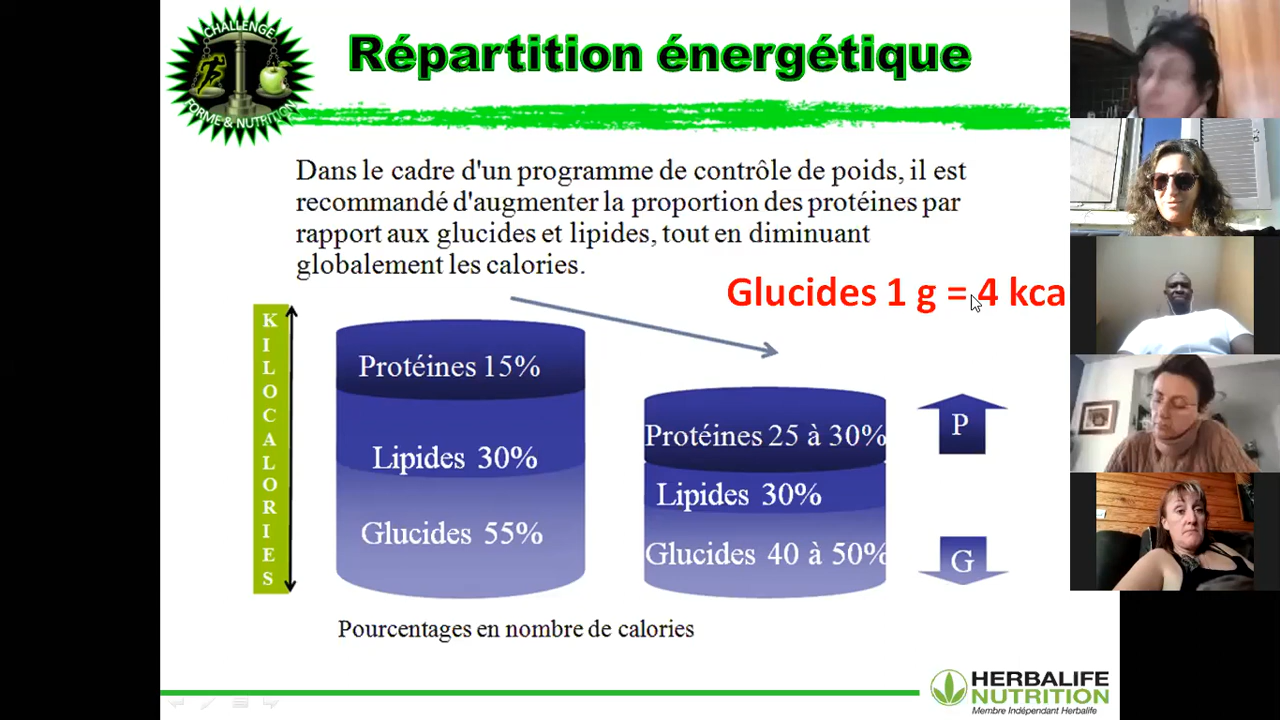 CHALLENGE
FORME & NUTRITION
Répartition énergétique
Dans le cadre d'un programme de contrôle de poids, il est
recommandé d'augmenter la proportion des protéines par
rapport aux glucides et lipides, tout en diminuant
globalement les calories.
Glucides 1 g = 4 kca
KILOCALORIES
Protéines 15%
Lipides 30%
Glucides 55%
Protéines 25 à 30%
Lipides 30%
Glucides 40 à 50%
P
G
Pourcentages en nombre de calories
HERBALIFE
NUTRITION
Membre Indépendant Herbalife